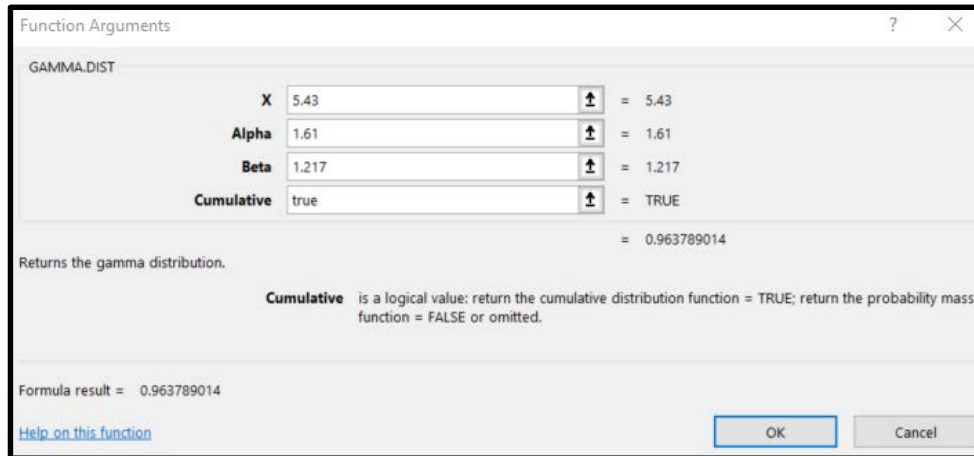 Function Arguments ? ×
GAMMA.DIST
X 5.43 = 5.43
Alpha 1.61 = 1.61
Beta 1.217 = 1.217
Cumulative true = TRUE
= 0.963789014
Returns the gamma distribution.
Cumulative is a logical value: return the cumulative distribution function = TRUE; return the probability mass
function = FALSE or omitted.
Formula result = 0.963789014
Help on this function OK Cancel